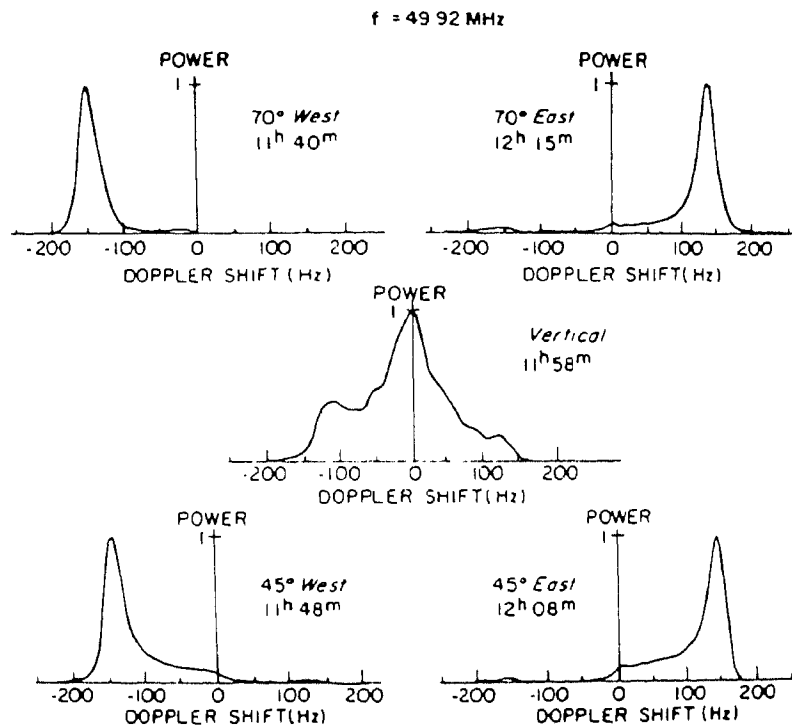 f = 49 92 MHz
POWER
1
70° West
11h 40m
-200 -100 0 100 200
DOPPLER SHIFT (Hz)
POWER
1
70° East
12h 15m
-200 -100 0 100 200
DOPPLER SHIFT (Hz)
POWER
1
Vertical
11h 58m
-200 -100 0 100 200
DOPPLER SHIFT (Hz)
POWER
1
45° West
11h 48m
-200 -100 0 100 200
DOPPLER SHIFT (Hz)
POWER
1
45° East
12h 08m
-200 -100 0 100 200
DOPPLER SHIFT (Hz)